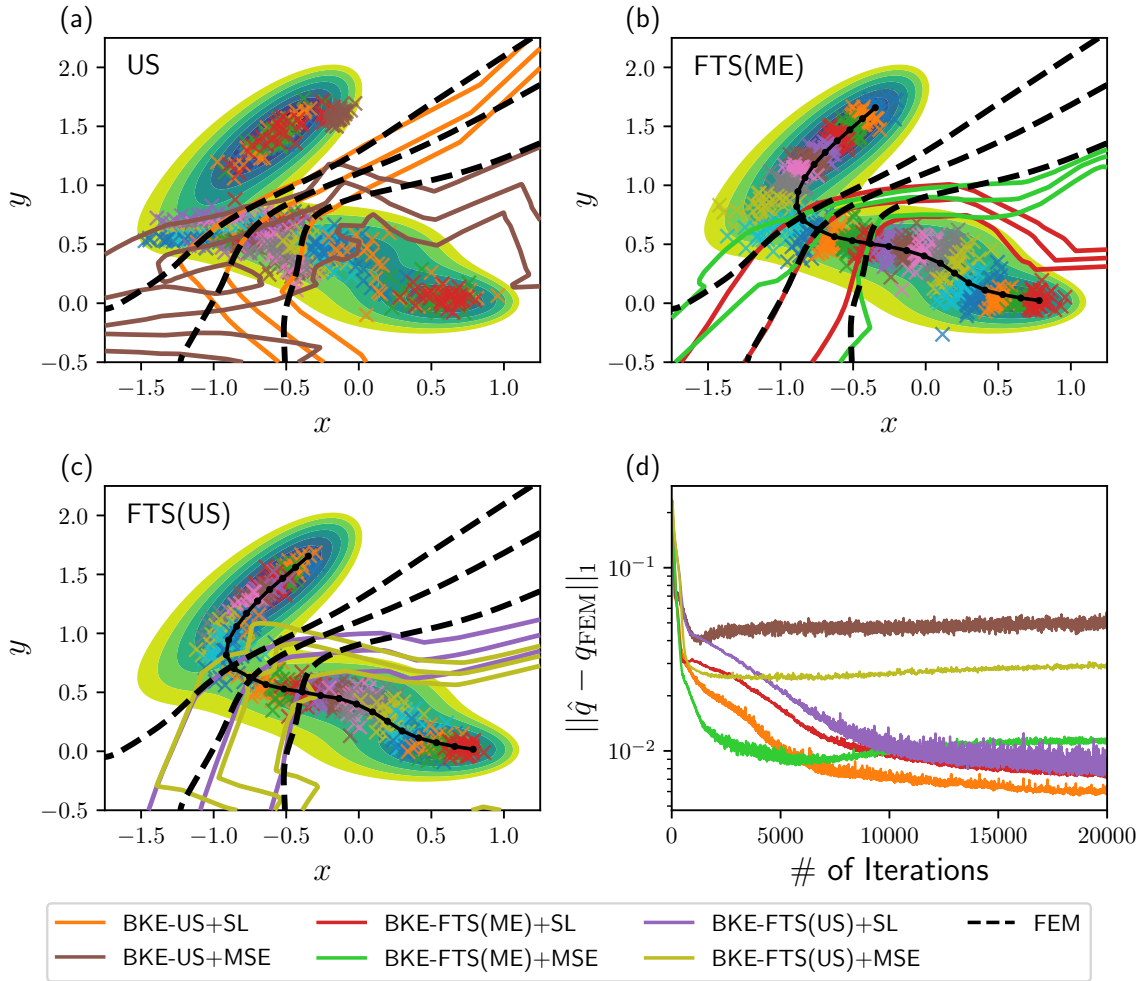 (a)
US
y
2.0
1.5
1.0
0.5
0.0
−0.5
−1.5 −1.0 −0.5 0.0 0.5 1.0
x
(b)
FTS(ME)
y
2.0
1.5
1.0
0.5
0.0
−0.5
−1.5 −1.0 −0.5 0.0 0.5 1.0
x
(c)
FTS(US)
y
2.0
1.5
1.0
0.5
0.0
−0.5
−1.5 −1.0 −0.5 0.0 0.5 1.0
x
(d)
||q̂ − q_FEM||₁
10⁻¹
10⁻²
0 5000 10000 15000 20000
# of Iterations
BKE-US+SL BKE-FTS(ME)+SL BKE-FTS(US)+SL FEM
BKE-US+MSE BKE-FTS(ME)+MSE BKE-FTS(US)+MSE